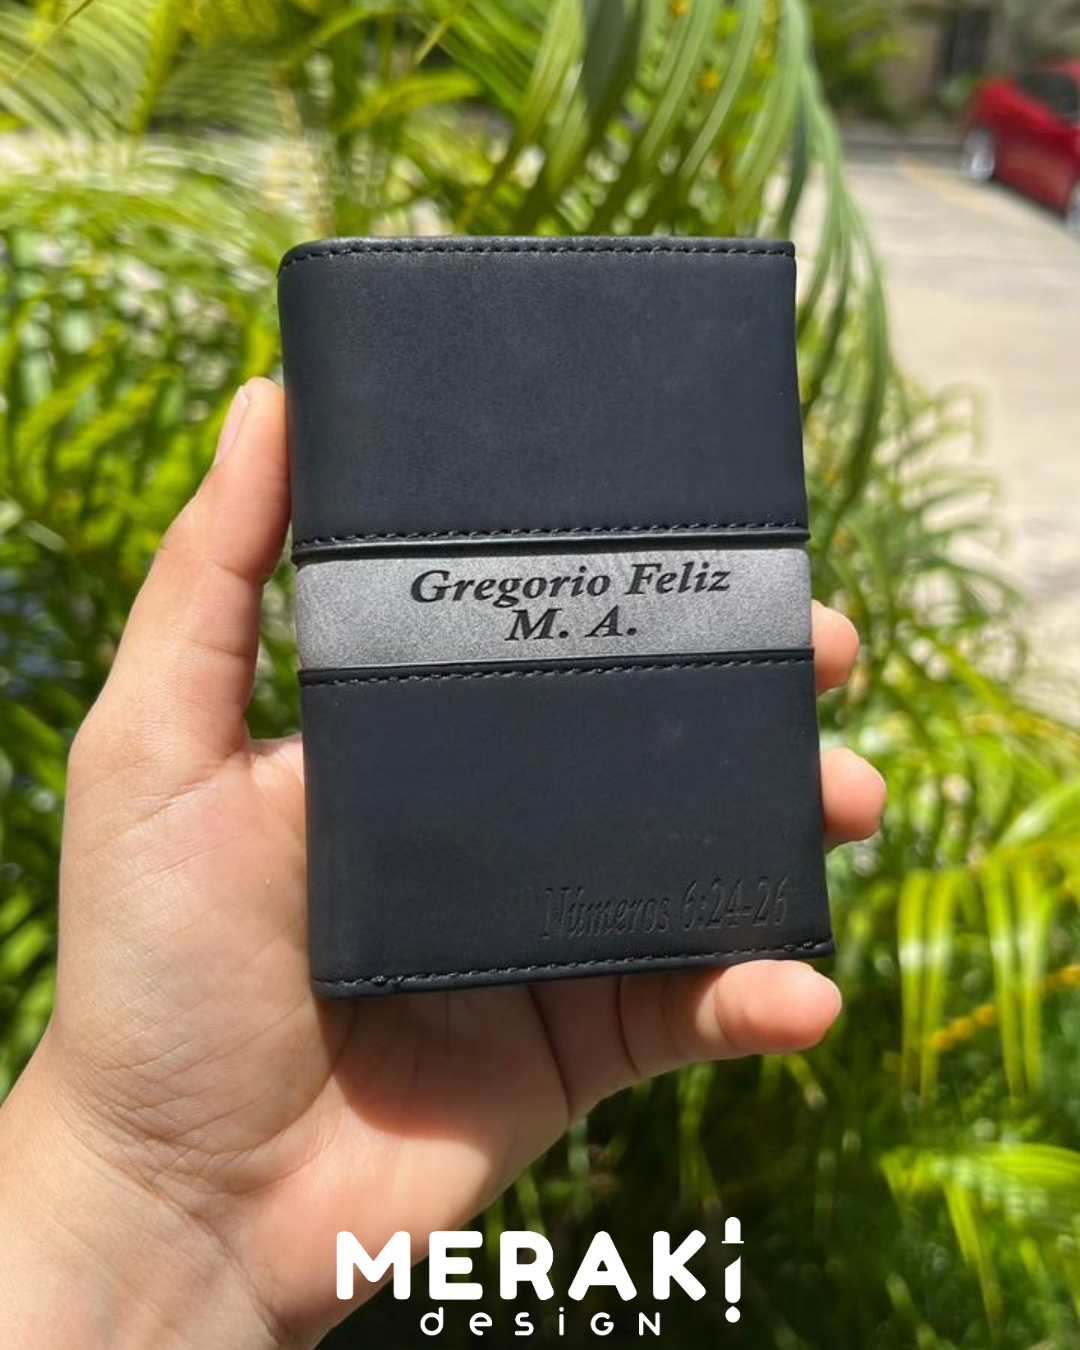 Gregorio Feliz
M. A.
Números 6:24-26
MERAKi
design